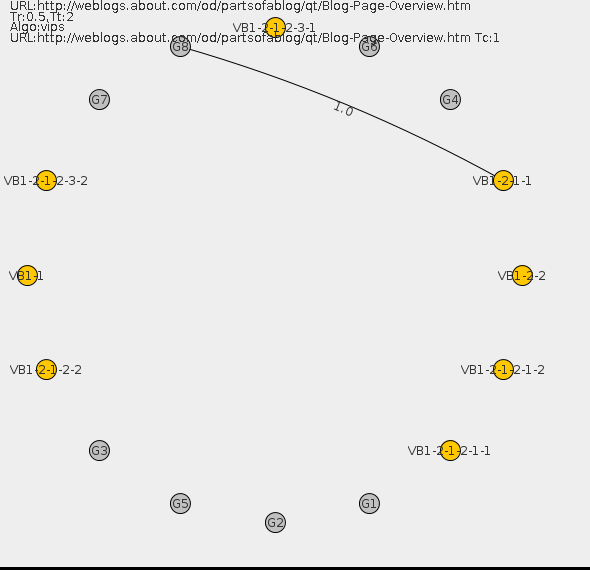 URL:http://weblogs.about.com/od/partsofablog/qt/Blog-Page-Overview.htm
Tr:0.5,Tt:2
Algo:vips
URL:http://weblogs.about.com/od/partsofablog/qt/Blog-Page-Overview.htm Tc:1
VB1-2-1-2-3-1
G8
G6
G7
G4
1.0
VB1-2-1-2-3-2
VB1-2-1-1
VB1-1
VB1-2-2
VB1-2-1-2-2
VB1-2-1-2-1-2
G3
VB1-2-1-2-1-1
G5
G1
G2